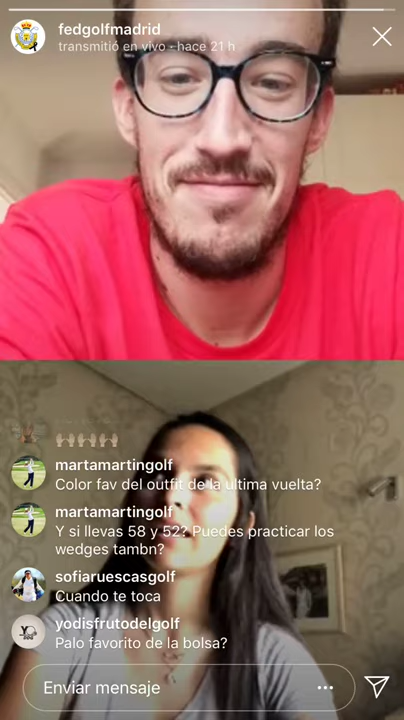 fedgolfmadrid
transmitió en vivo · hace 21 h
martamartingolf
Color fav del outfit de la ultima vuelta?
martamartingolf
Y si llevas 58 y 52? Puedes practicar los
wedges tambn?
sofiaruescasgolf
Cuando te toca
yodisfrutodelgolf
Palo favorito de la bolsa?
Enviar mensaje